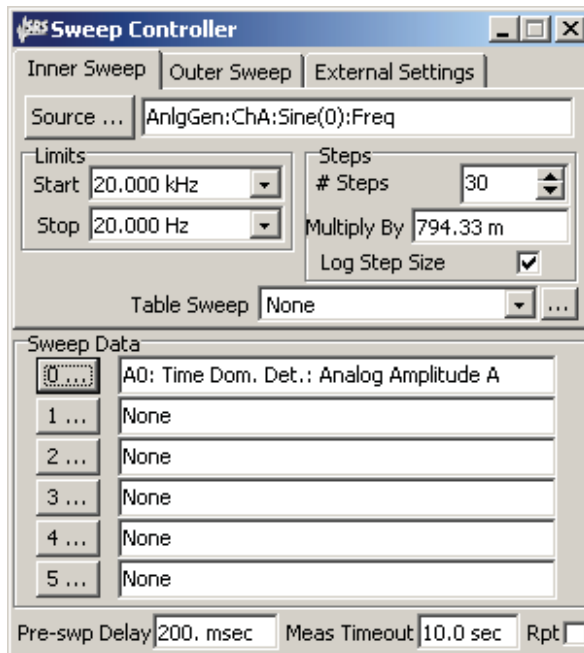 SRS Sweep Controller
Inner Sweep Outer Sweep External Settings
Source ... AnlgGen:ChA:Sine(0):Freq
Limits
Start 20.000 kHz
Stop 20.000 Hz
Steps
# Steps 30
Multiply By 794.33 m
Log Step Size
Table Sweep None ...
Sweep Data
0 ... A0: Time Dom. Det.: Analog Amplitude A
1 ... None
2 ... None
3 ... None
4 ... None
5 ... None
Pre-swp Delay 200. msec Meas Timeout 10.0 sec Rpt